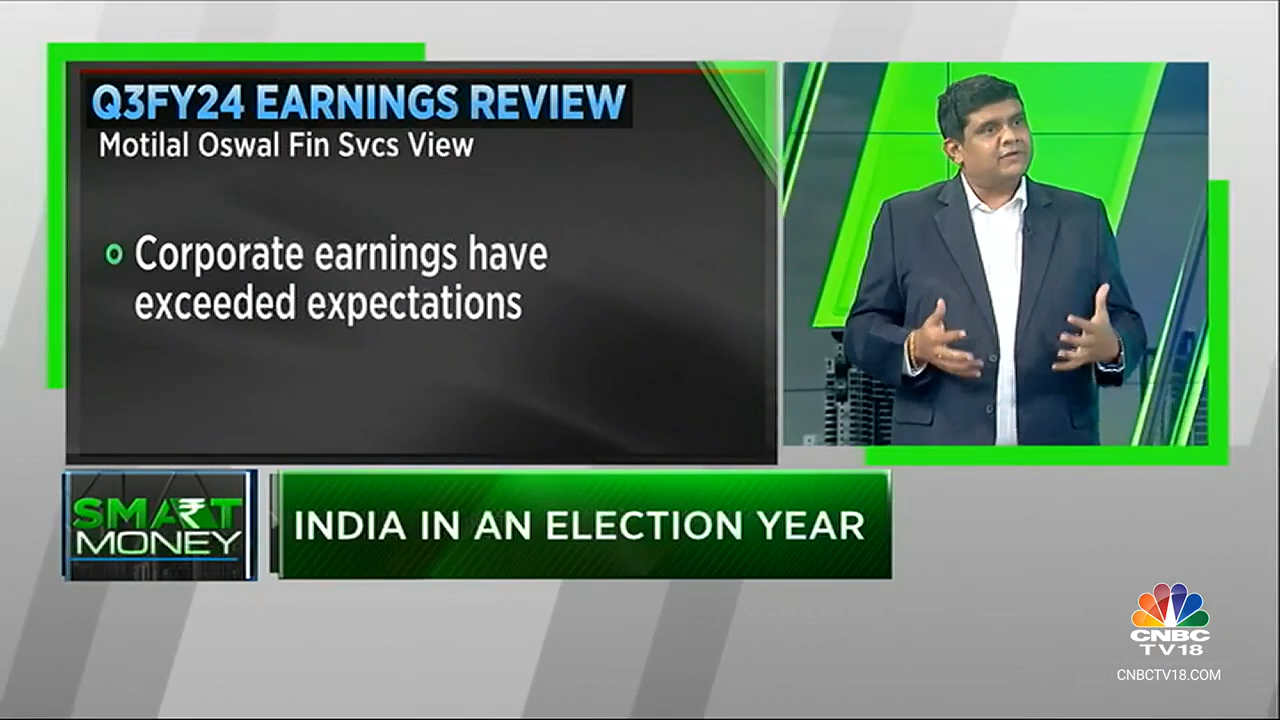 Q3FY24 EARNINGS REVIEW
Motilal Oswal Fin Svcs View
Corporate earnings have
exceeded expectations
SMA₹T
MONEY
INDIA IN AN ELECTION YEAR
CNBC
TV18
CNBCTV18.COM